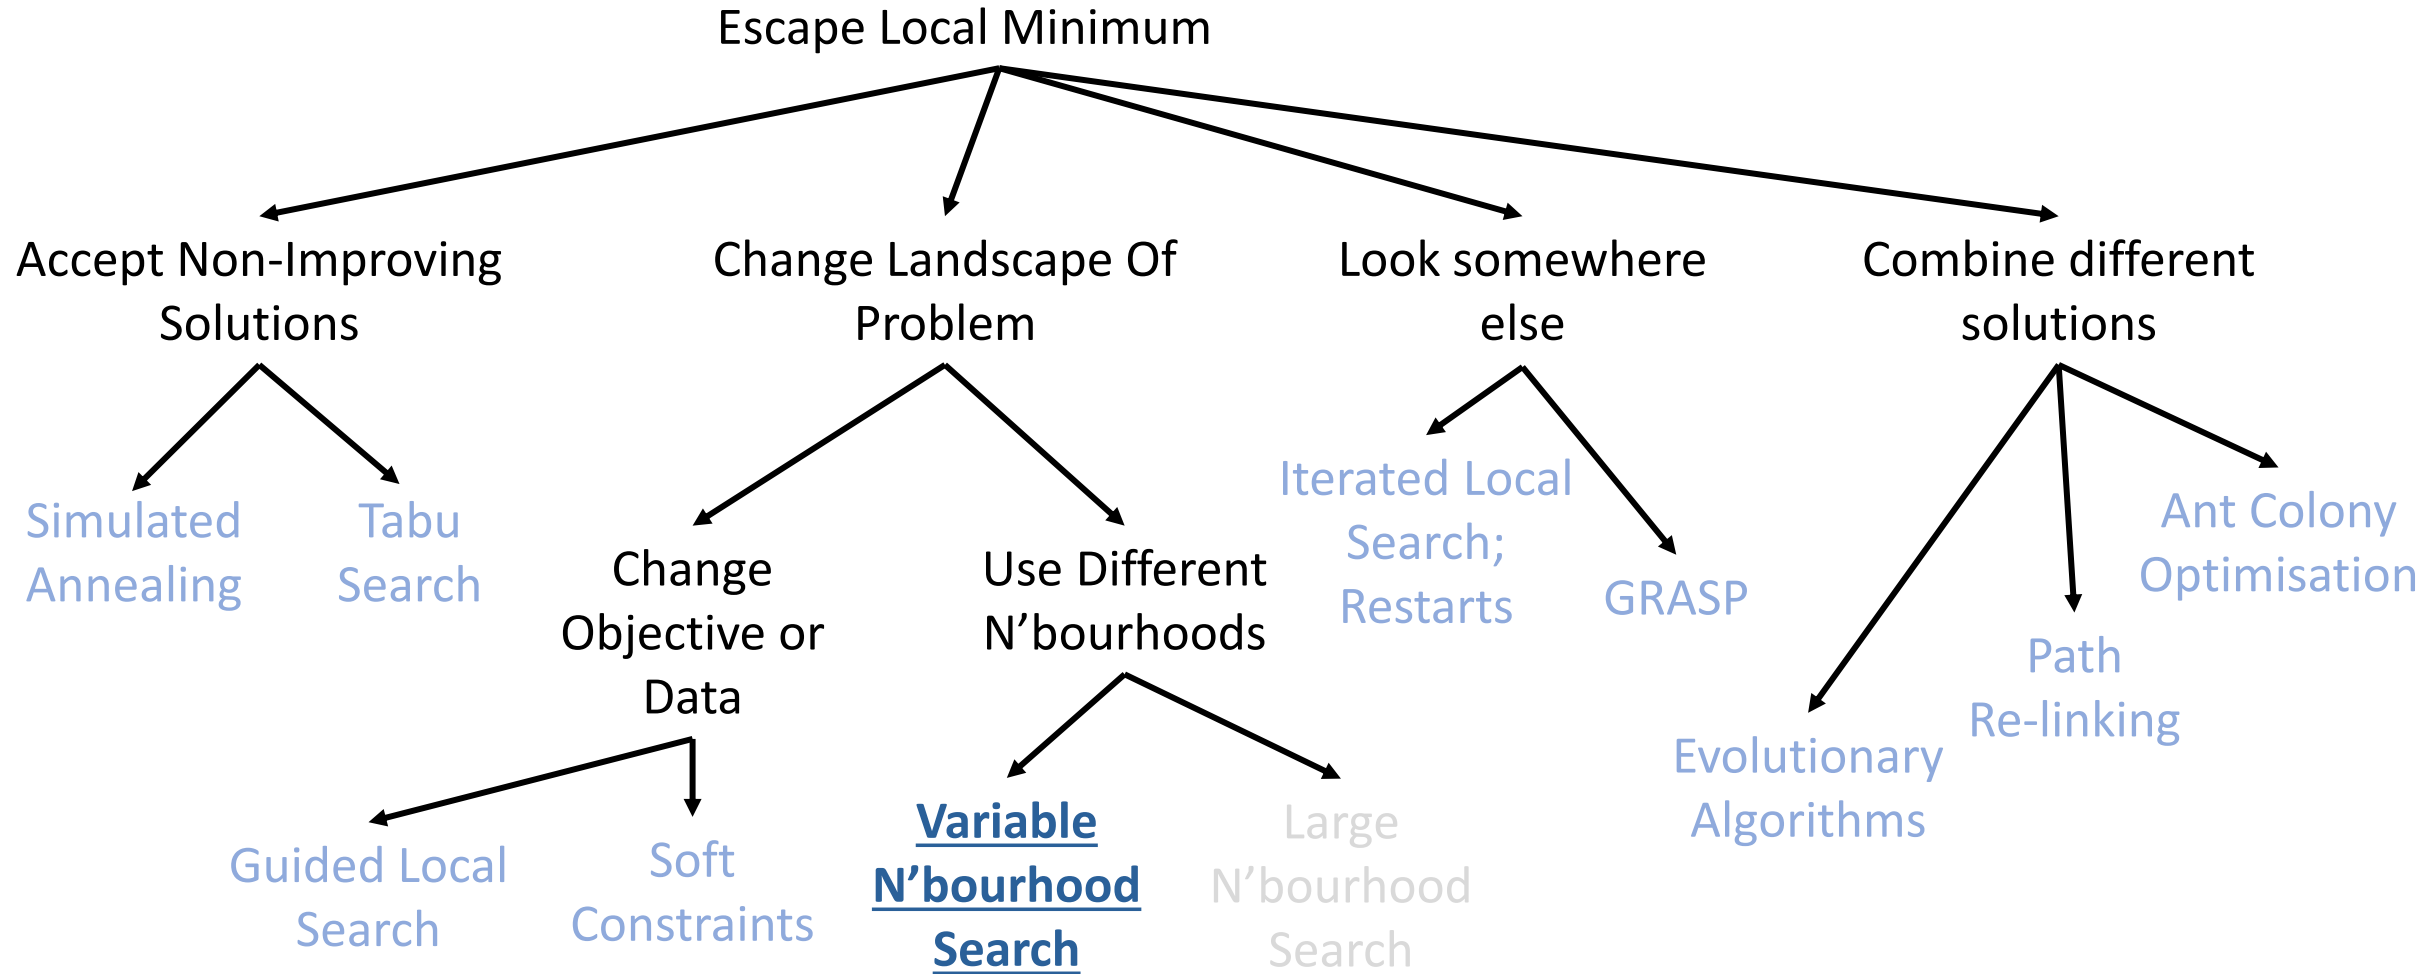 Escape Local Minimum
Accept Non-Improving
Solutions
Change Landscape Of
Problem
Look somewhere
else
Combine different
solutions
Simulated
Annealing
Tabu
Search
Change
Objective or
Data
Use Different
N’bourhoods
Iterated Local
Search;
Restarts
GRASP
Ant Colony
Optimisation
Path
Re-linking
Evolutionary
Algorithms
Guided Local
Search
Soft
Constraints
Variable
N’bourhood
Search
Large
N’bourhood
Search